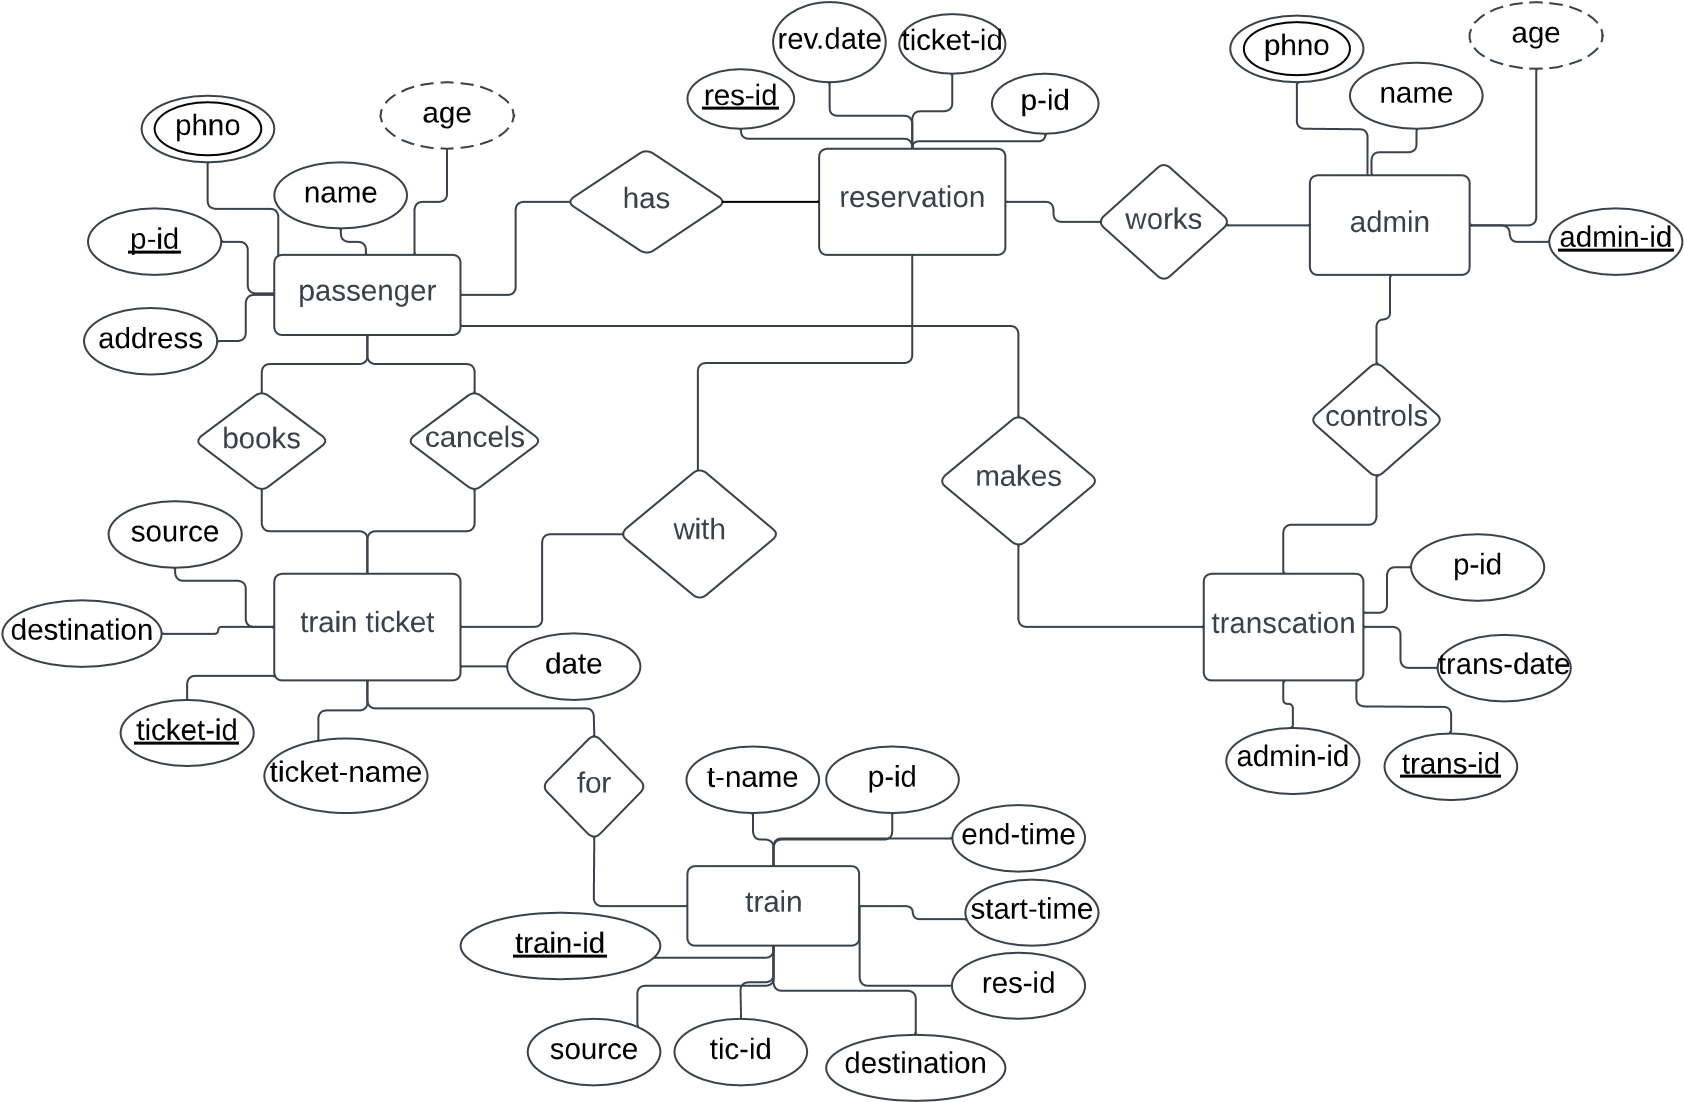 rev.date
ticket-id
phno
age
res-id
p-id
name
phno
age
name
has
reservation
works
admin
admin-id
p-id
passenger
address
books
cancels
controls
makes
with
source
destination
train ticket
date
transcation
p-id
trans-date
ticket-id
ticket-name
admin-id
trans-id
for
t-name
p-id
end-time
train
start-time
train-id
res-id
source
tic-id
destination